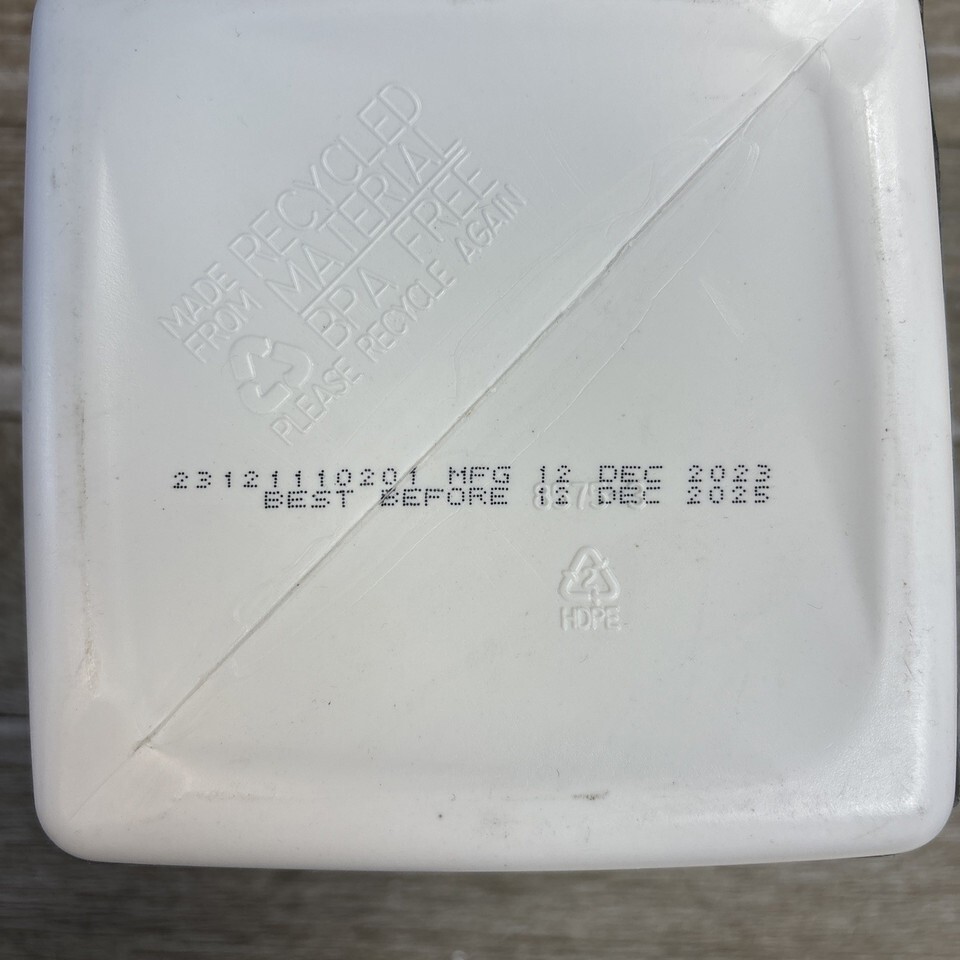 MADE FROM RECYCLED
MATERIAL
BPA FREE
PLEASE RECYCLE AGAIN
23121110201 MFG 12 DEC 2023
BEST BEFORE 12 DEC 2025
2
HDPE